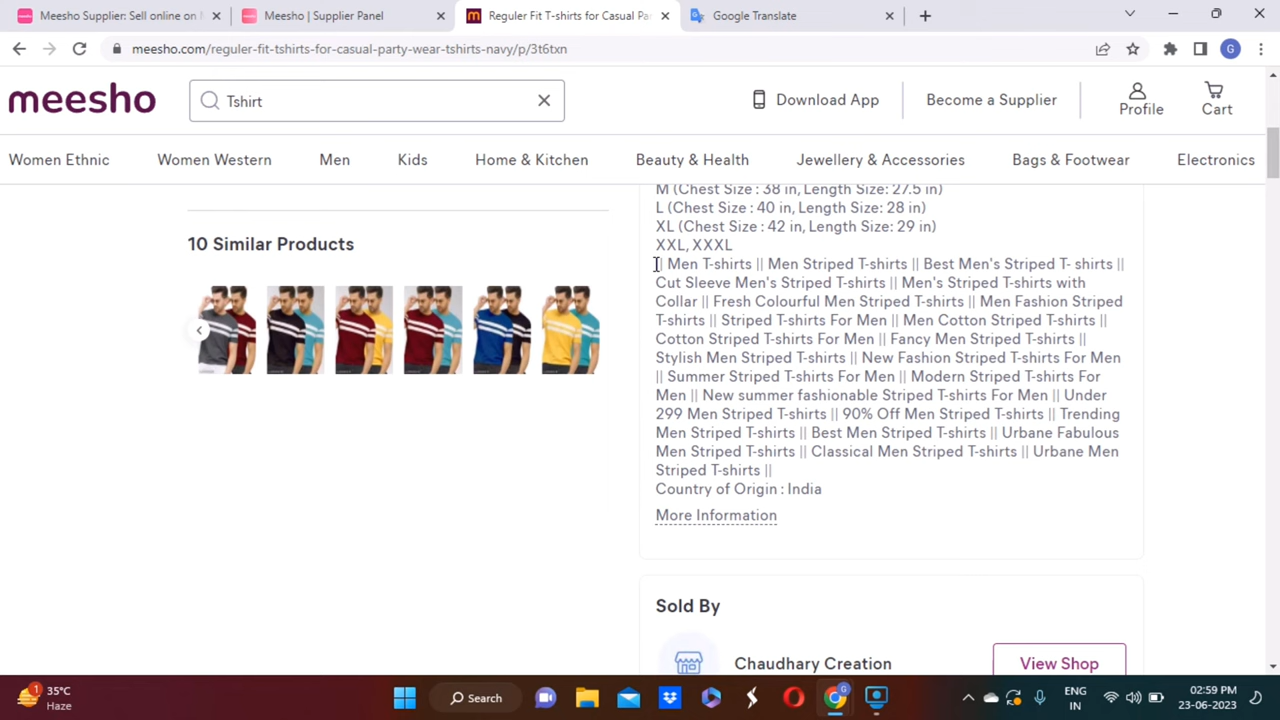 Meesho Supplier: Sell online on M
Meesho | Supplier Panel
Reguler Fit T-shirts for Casual Par
Google Translate
meesho.com/reguler-fit-tshirts-for-casual-party-wear-tshirts-navy/p/3t6txn
G
meesho
Tshirt
Download App
Become a Supplier
Profile
Cart
Women Ethnic
Women Western
Men
Kids
Home & Kitchen
Beauty & Health
Jewellery & Accessories
Bags & Footwear
Electronics
M (Chest Size : 38 in, Length Size: 27.5 in)
L (Chest Size : 40 in, Length Size: 28 in)
XL (Chest Size : 42 in, Length Size: 29 in)
XXL, XXXL
|| Men T-shirts || Men Striped T-shirts || Best Men's Striped T- shirts ||
Cut Sleeve Men's Striped T-shirts || Men's Striped T-shirts with
Collar || Fresh Colourful Men Striped T-shirts || Men Fashion Striped
T-shirts || Striped T-shirts For Men || Men Cotton Striped T-shirts ||
Cotton Striped T-shirts For Men || Fancy Men Striped T-shirts ||
Stylish Men Striped T-shirts || New Fashion Striped T-shirts For Men
|| Summer Striped T-shirts For Men || Modern Striped T-shirts For
Men || New summer fashionable Striped T-shirts For Men || Under
299 Men Striped T-shirts || 90% Off Men Striped T-shirts || Trending
Men Striped T-shirts || Best Men Striped T-shirts || Urbane Fabulous
Men Striped T-shirts || Classical Men Striped T-shirts || Urbane Men
Striped T-shirts ||
Country of Origin : India
More Information
10 Similar Products
Sold By
Chaudhary Creation
View Shop
1
35°C
Haze
Search
ENG
IN
02:59 PM
23-06-2023